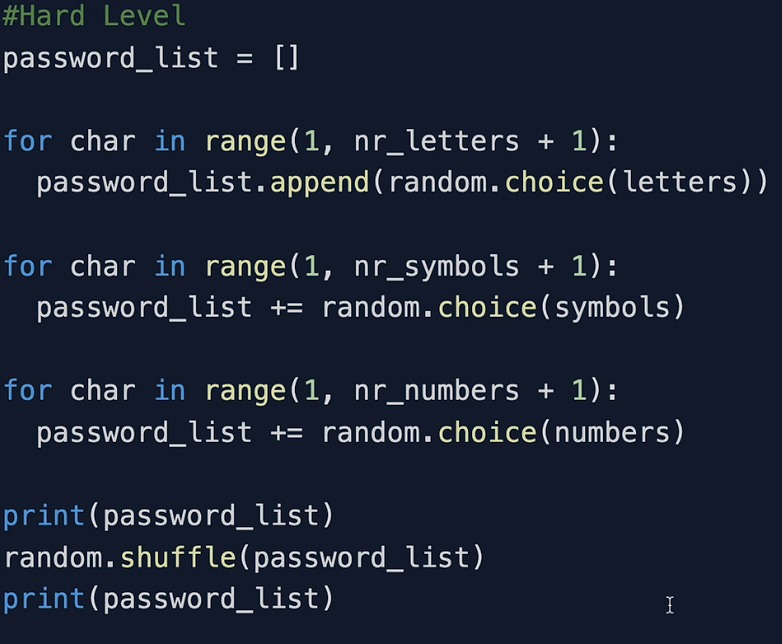 #Hard Level
password_list = []
for char in range(1, nr_letters + 1):
  password_list.append(random.choice(letters))
for char in range(1, nr_symbols + 1):
  password_list += random.choice(symbols)
for char in range(1, nr_numbers + 1):
  password_list += random.choice(numbers)
print(password_list)
random.shuffle(password_list)
print(password_list)